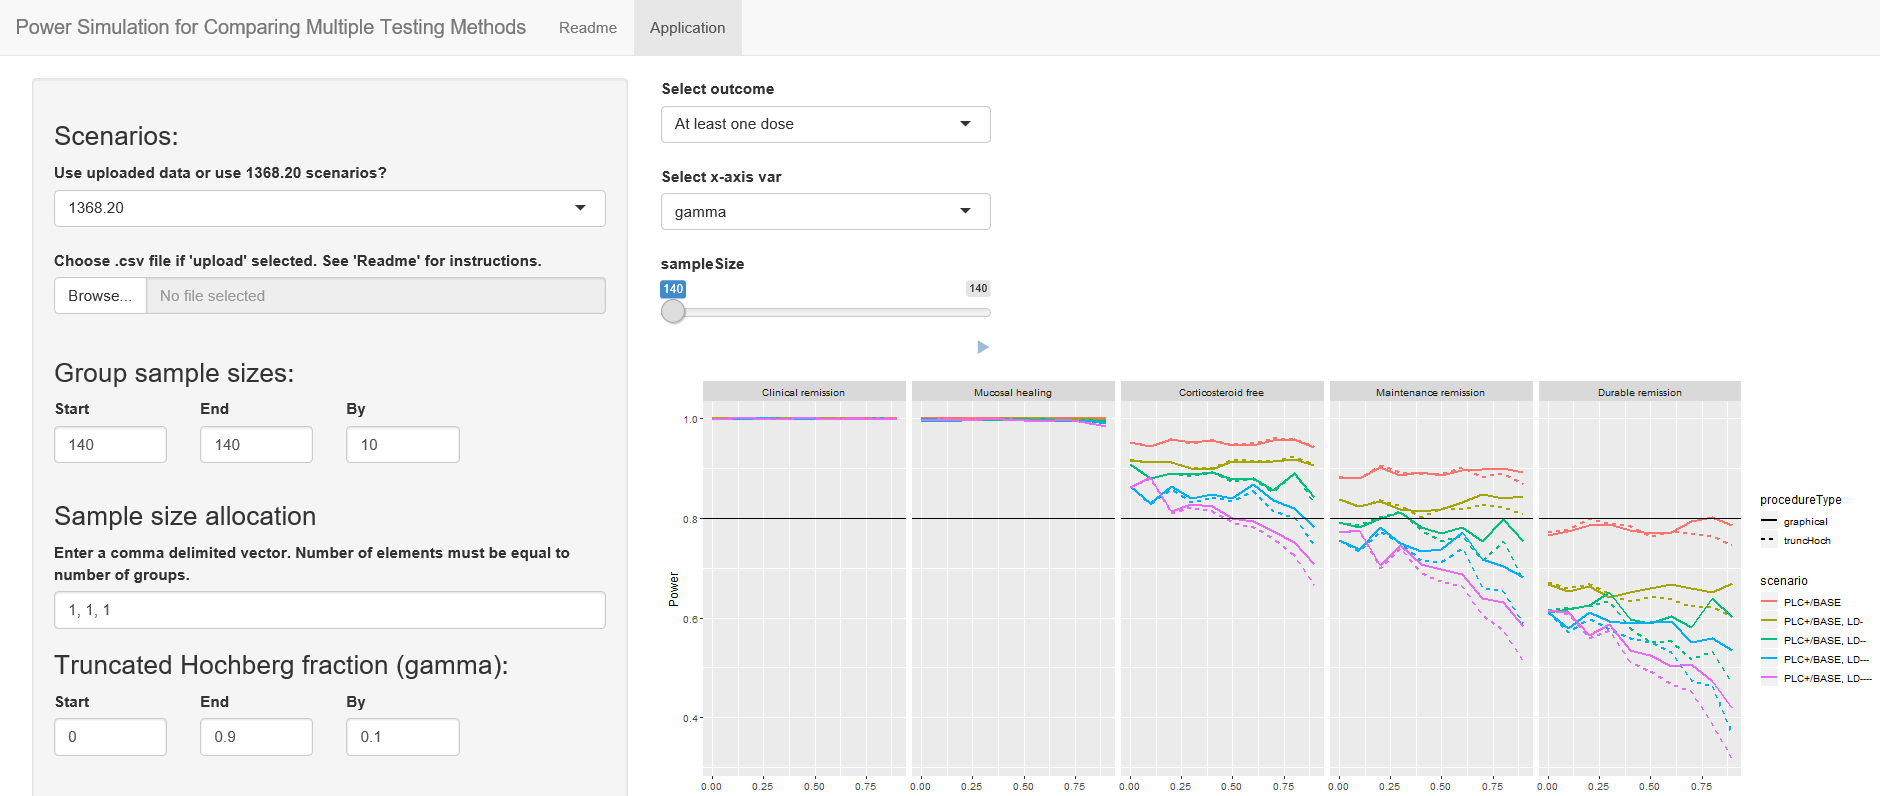 Power Simulation for Comparing Multiple Testing Methods Readme Application
Scenarios:
Use uploaded data or use 1368.20 scenarios?
1368.20
Choose .csv file if 'upload' selected. See 'Readme' for instructions.
Browse... No file selected
Group sample sizes:
Start End By
140 140 10
Sample size allocation
Enter a comma delimited vector. Number of elements must be equal to
number of groups.
1, 1, 1
Truncated Hochberg fraction (gamma):
Start End By
0 0.9 0.1
Select outcome
At least one dose
Select x-axis var
gamma
sampleSize
140 140
Clinical remission Mucosal healing Corticosteroid free Maintenance remission Durable remission
1.0
0.8
0.6
0.4
Power
0.00 0.25 0.50 0.75 0.00 0.25 0.50 0.75 0.00 0.25 0.50 0.75 0.00 0.25 0.50 0.75 0.00 0.25 0.50 0.75
procedureType
graphical
truncHoch
scenario
PLC+/BASE
PLC+/BASE, LD-
PLC+/BASE, LD--
PLC+/BASE, LD---
PLC+/BASE, LD----